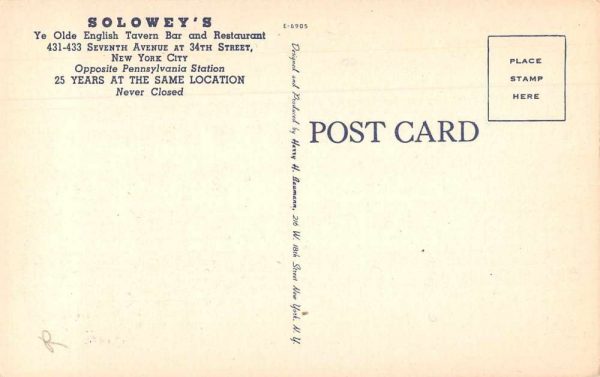 SOLOWEY'S
Ye Olde English Tavern Bar and Restaurant
431-433 SEVENTH AVENUE AT 34TH STREET,
NEW YORK CITY
Opposite Pennsylvania Station
25 YEARS AT THE SAME LOCATION
Never Closed
E-6905
Designed and Produced by Harry H. Baumann, 216 W. 18th Street New York, N. Y.
POST CARD
PLACE
STAMP
HERE